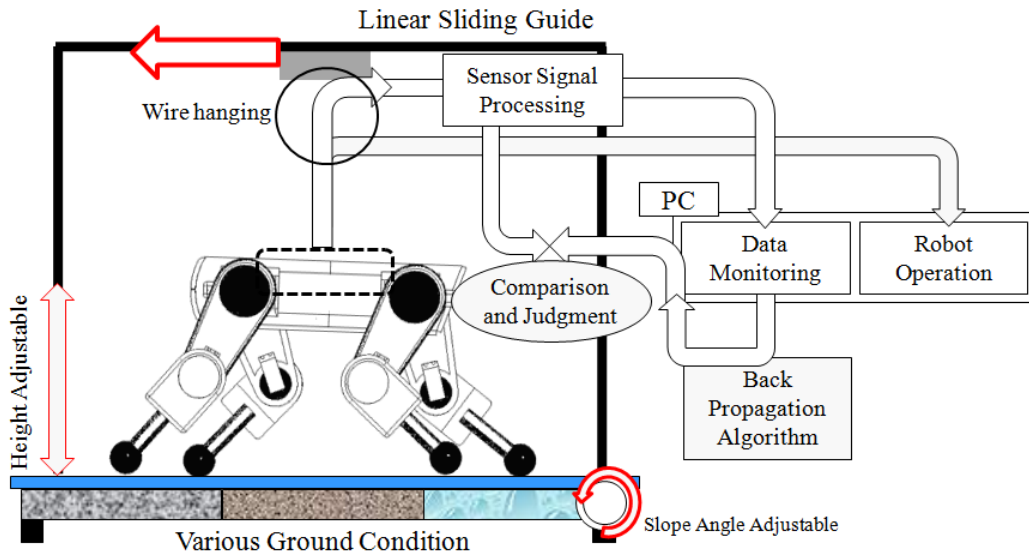 Linear Sliding Guide
Wire hanging
Sensor Signal
Processing
PC
Data
Monitoring
Robot
Operation
Comparison
and Judgment
Height Adjustable
Back
Propagation
Algorithm
Slope Angle Adjustable
Various Ground Condition